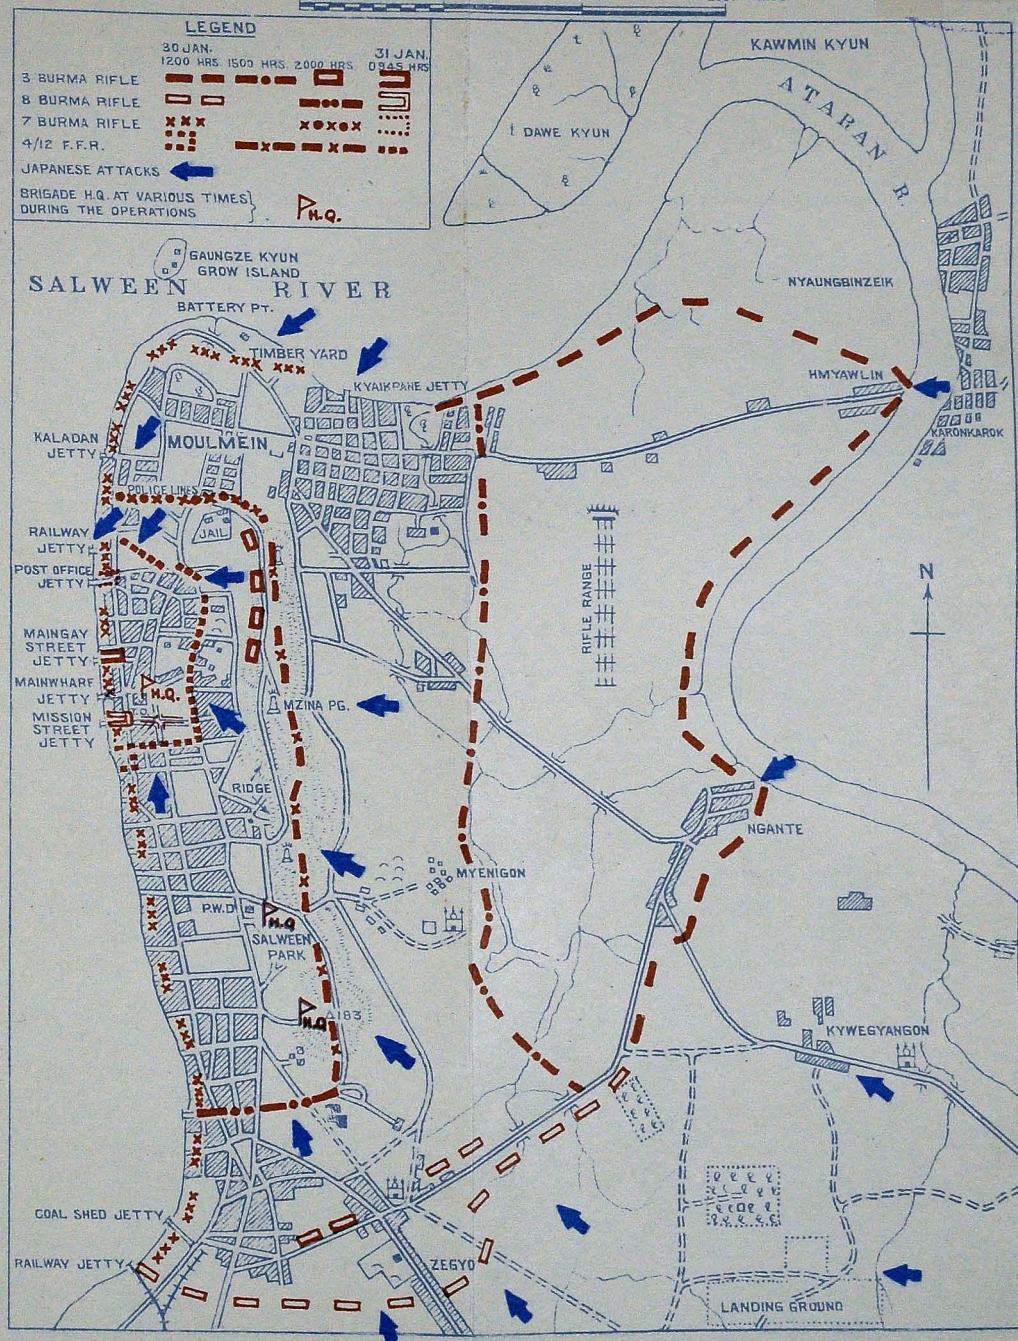 LEGEND
30 JAN. 31 JAN.
1200 HRS. 1500 HRS. 2000 HRS. 0945 HRS
3 BURMA RIFLE
8 BURMA RIFLE
7 BURMA RIFLE
4/12 F.F.R.
JAPANESE ATTACKS
BRIGADE H.Q. AT VARIOUS TIMES
DURING THE OPERATIONS
H.Q.
KAWMIN KYUN
ATARAN R.
DAWE KYUN
GAUNGZE KYUN
GROW ISLAND
SALWEEN RIVER
BATTERY PT.
NYAUNGBINZEIK
TIMBER YARD
KYAIKPANE JETTY
HMYAWLIN
KARONKAROK
KALADAN
JETTY
MOULMEIN
POLICE LINES
RAILWAY
JETTY
JAIL
POST OFFICE
JETTY
N
RIFLE RANGE
MAINGAY
STREET
JETTY
MAINWHARF
JETTY
H.Q.
MISSION
STREET
JETTY
MZINA PG.
RIDGE
NGANTE
MYENIGON
P.W.D
H.Q
SALWEEN
PARK
H.Q
183
KYWEGYANGON
COAL SHED JETTY
RAILWAY JETTY
ZEGYO
LANDING GROUND